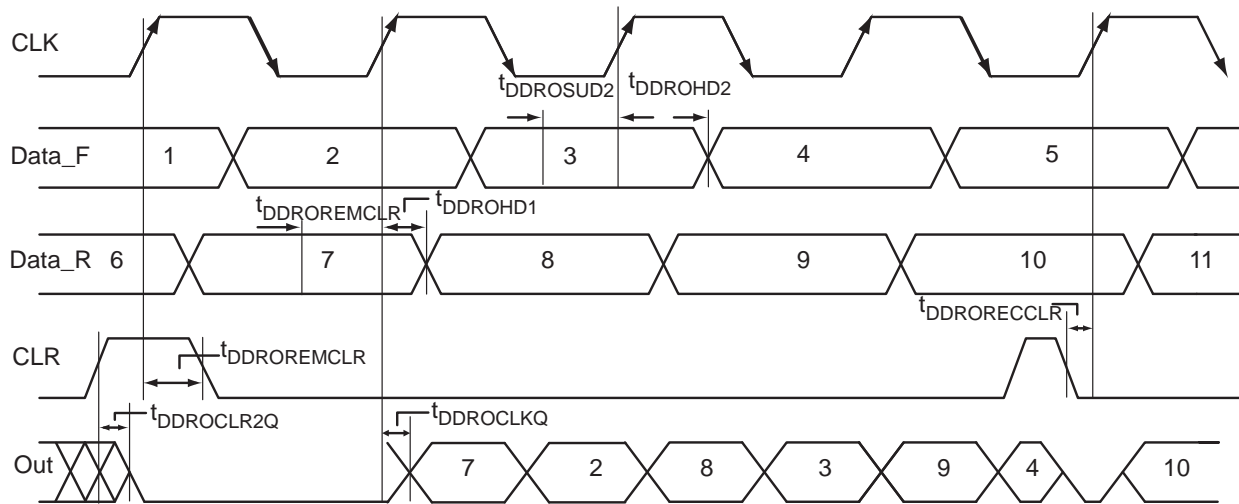 CLK
tDDROSUD2 tDDROHD2
Data_F 1 2 3 4 5
tDDROREMCLR tDDROHD1
Data_R 6 7 8 9 10 11
tDDRORECCLR
CLR tDDROREMCLR
tDDROCLR2Q tDDROCLKQ
Out 7 2 8 3 9 4 10